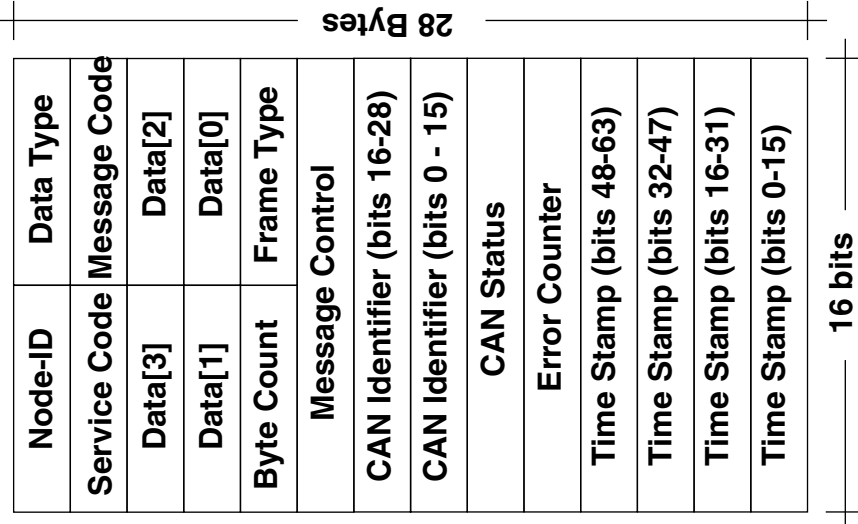 28 Bytes
Node-ID Data Type
Service Code Message Code
Data[3] Data[2]
Data[1] Data[0]
Byte Count Frame Type
Message Control
CAN Identifier (bits 16-28)
CAN Identifier (bits 0 - 15)
CAN Status
Error Counter
Time Stamp (bits 48-63)
Time Stamp (bits 32-47)
Time Stamp (bits 16-31)
Time Stamp (bits 0-15)
16 bits